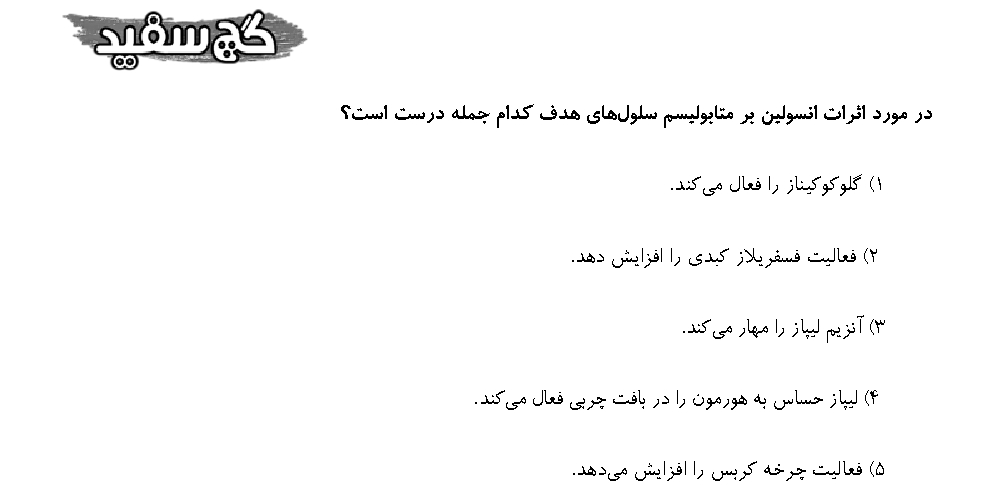 گچ سفید
در مورد اثرات انسولین بر متابولیسم سلول‌های هدف کدام جمله درست است؟
۱) گلوکوکیناز را فعال می‌کند.
۲) فعالیت فسفریلاز کبدی را افزایش دهد.
۳) آنزیم لیپاز را مهار می‌کند.
۴) لیپاز حساس به هورمون را در بافت چربی فعال می‌کند.
۵) فعالیت چرخه کربس را افزایش می‌دهد.